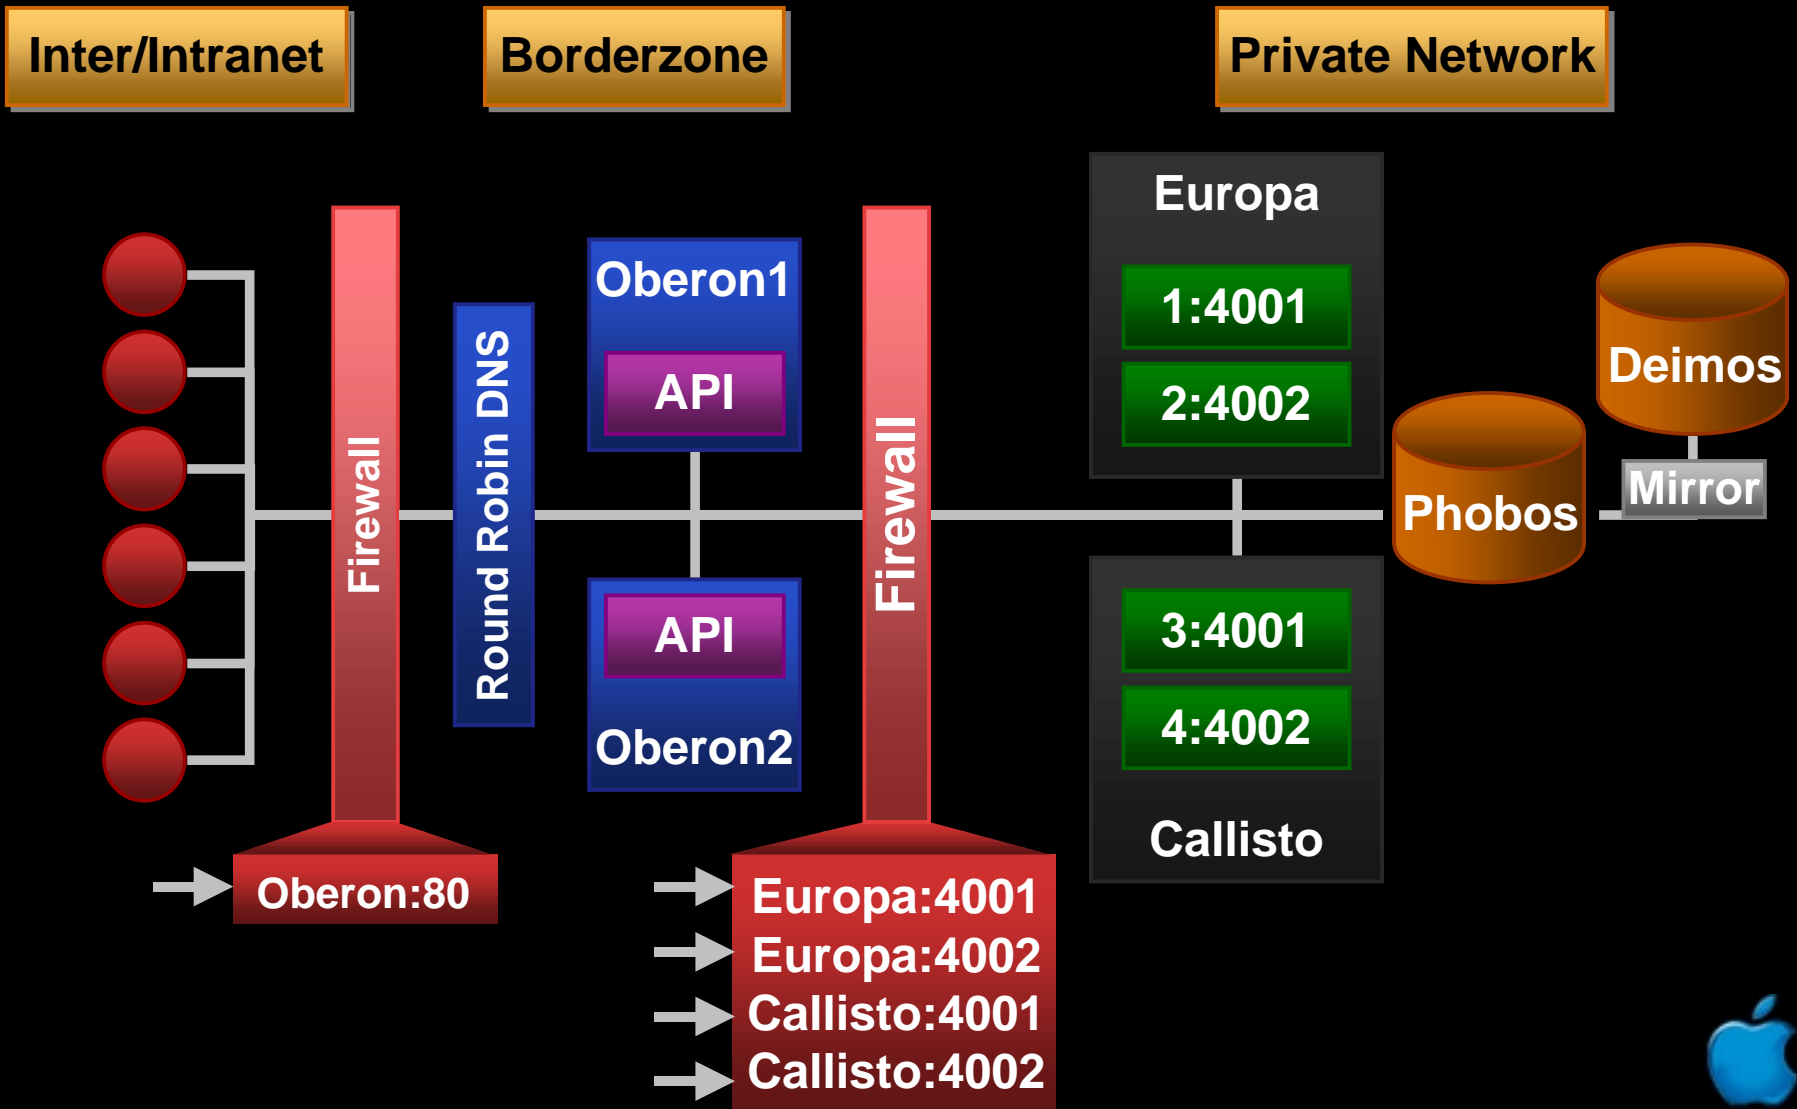 Inter/Intranet
Borderzone
Private Network
Firewall
Round Robin DNS
Oberon1
API
API
Oberon2
Firewall
Europa
1:4001
2:4002
3:4001
4:4002
Callisto
Phobos
Deimos
Mirror
Oberon:80
Europa:4001
Europa:4002
Callisto:4001
Callisto:4002